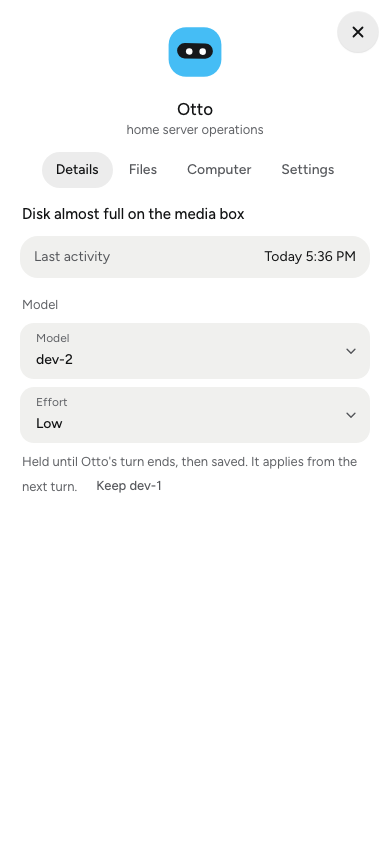 Otto
home server operations
Details Files Computer Settings
Disk almost full on the media box
Last activity Today 5:36 PM
Model
Model
dev-2
Effort
Low
Held until Otto's turn ends, then saved. It applies from the
next turn. Keep dev-1